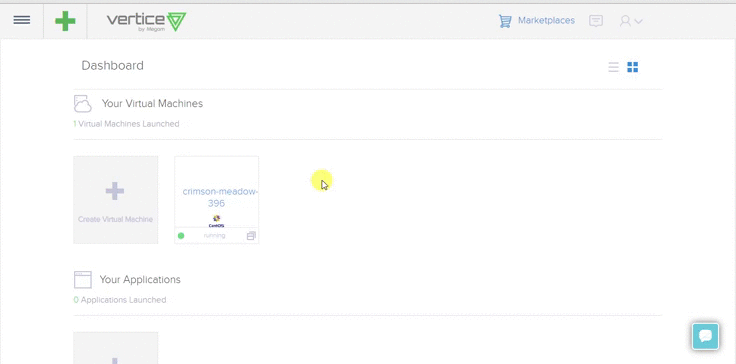 vertice
by Megam
Marketplaces
Dashboard
Your Virtual Machines
1 Virtual Machines Launched
Create Virtual Machine
crimson-meadow-
396
CentOS
running
Your Applications
0 Applications Launched